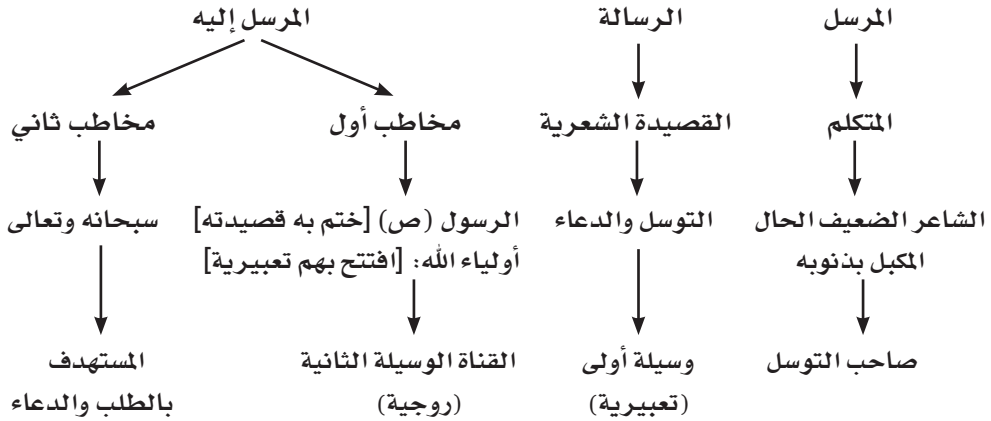 المرسل الرسالة المرسل إليه
المتكلم القصيدة الشعرية مخاطب أول مخاطب ثاني
الشاعر الضعيف الحال التوسل والدعاء الرسول (ص) [ختم به قصيدته] سبحانه وتعالى
المكبل بذنوبه أولياء الله: [افتتح بهم تعبيرية]
صاحب التوسل وسيلة أولى القناة الوسيلة الثانية المستهدف
(تعبيرية) (روجية) بالطلب والدعاء